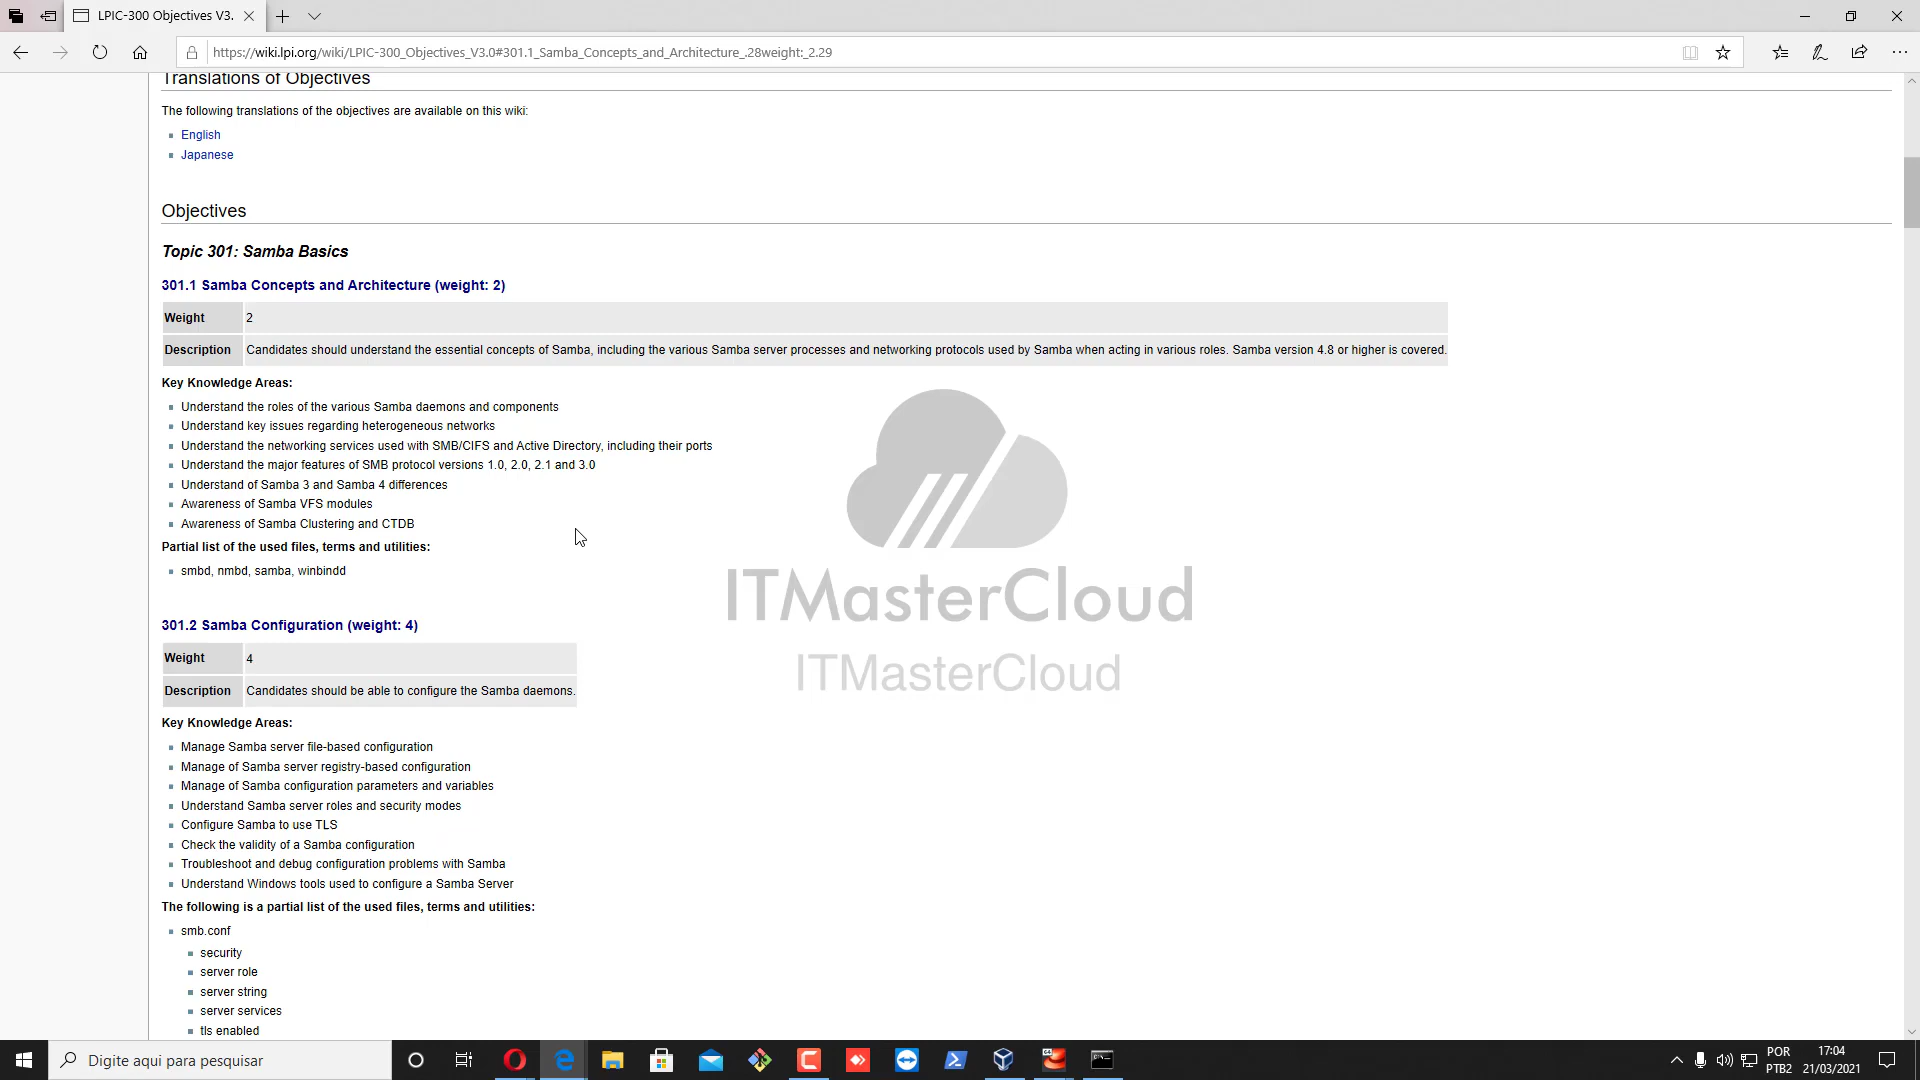 LPIC-300 Objectives V3.
https://wiki.lpi.org/wiki/LPIC-300_Objectives_V3.0#301.1_Samba_Concepts_and_Architecture_.28weight:_2.29
Translations of Objectives
The following translations of the objectives are available on this wiki:
English
Japanese
Objectives
Topic 301: Samba Basics
301.1 Samba Concepts and Architecture (weight: 2)
Weight 2
Description Candidates should understand the essential concepts of Samba, including the various Samba server processes and networking protocols used by Samba when acting in various roles. Samba version 4.8 or higher is covered.
Key Knowledge Areas:
Understand the roles of the various Samba daemons and components
Understand key issues regarding heterogeneous networks
Understand the networking services used with SMB/CIFS and Active Directory, including their ports
Understand the major features of SMB protocol versions 1.0, 2.0, 2.1 and 3.0
Understand of Samba 3 and Samba 4 differences
Awareness of Samba VFS modules
Awareness of Samba Clustering and CTDB
Partial list of the used files, terms and utilities:
smbd, nmbd, samba, winbindd
ITMasterCloud
ITMasterCloud
301.2 Samba Configuration (weight: 4)
Weight 4
Description Candidates should be able to configure the Samba daemons.
Key Knowledge Areas:
Manage Samba server file-based configuration
Manage of Samba server registry-based configuration
Manage of Samba configuration parameters and variables
Understand Samba server roles and security modes
Configure Samba to use TLS
Check the validity of a Samba configuration
Troubleshoot and debug configuration problems with Samba
Understand Windows tools used to configure a Samba Server
The following is a partial list of the used files, terms and utilities:
smb.conf
security
server role
server string
server services
tls enabled
Digite aqui para pesquisar
POR
PTB2
17:04
21/03/2021